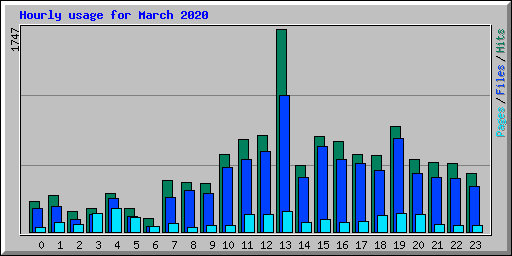 Hourly usage for March 2020
1747
Pages/Files/Hits
0 1 2 3 4 5 6 7 8 9 10 11 12 13 14 15 16 17 18 19 20 21 22 23